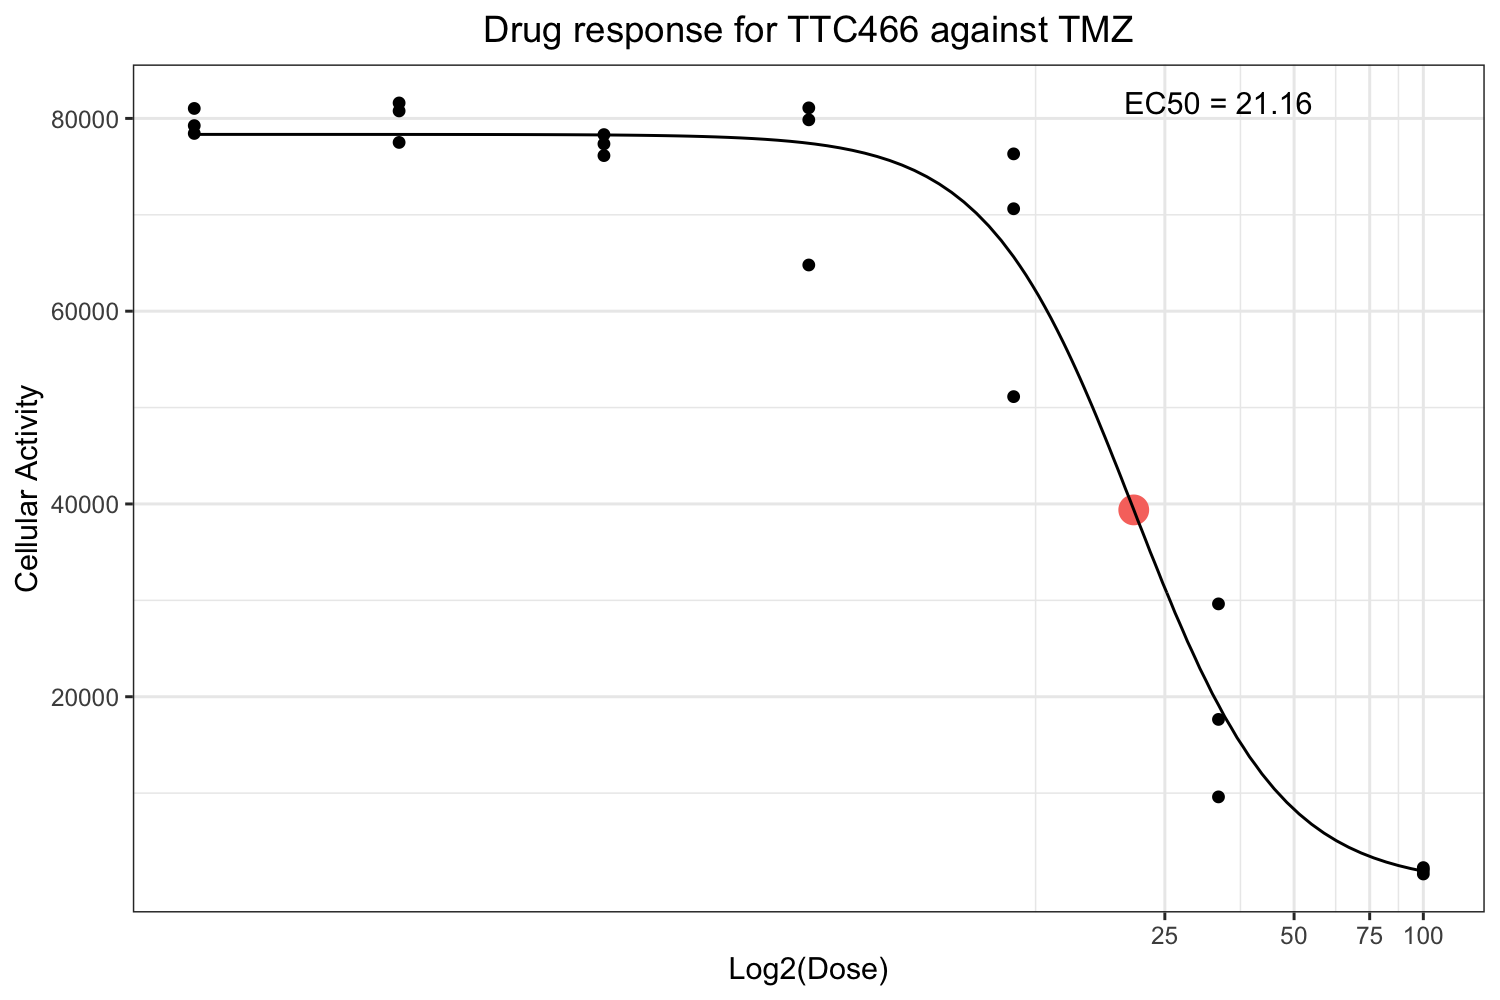 Drug response for TTC466 against TMZ
EC50 = 21.16
80000
60000
40000
20000
Cellular Activity
25 50 75 100
Log2(Dose)